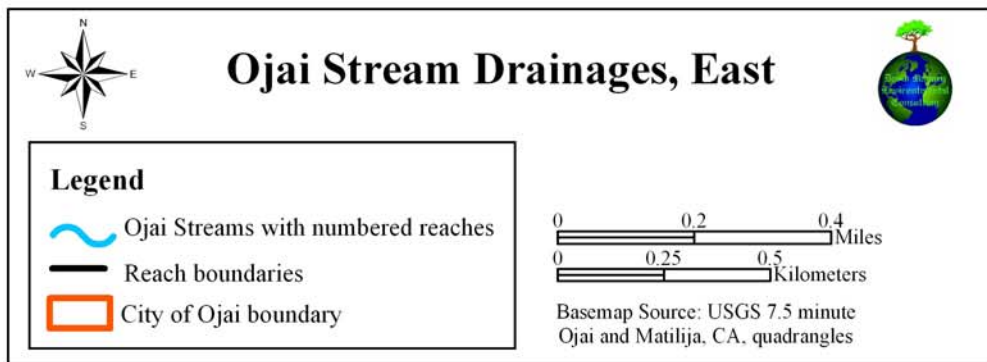 N
W E
S
Ojai Stream Drainages, East
Legend
Ojai Streams with numbered reaches
Reach boundaries
City of Ojai boundary
0 0.2 0.4
Miles
0 0.25 0.5
Kilometers
Basemap Source: USGS 7.5 minute
Ojai and Matilija, CA, quadrangles